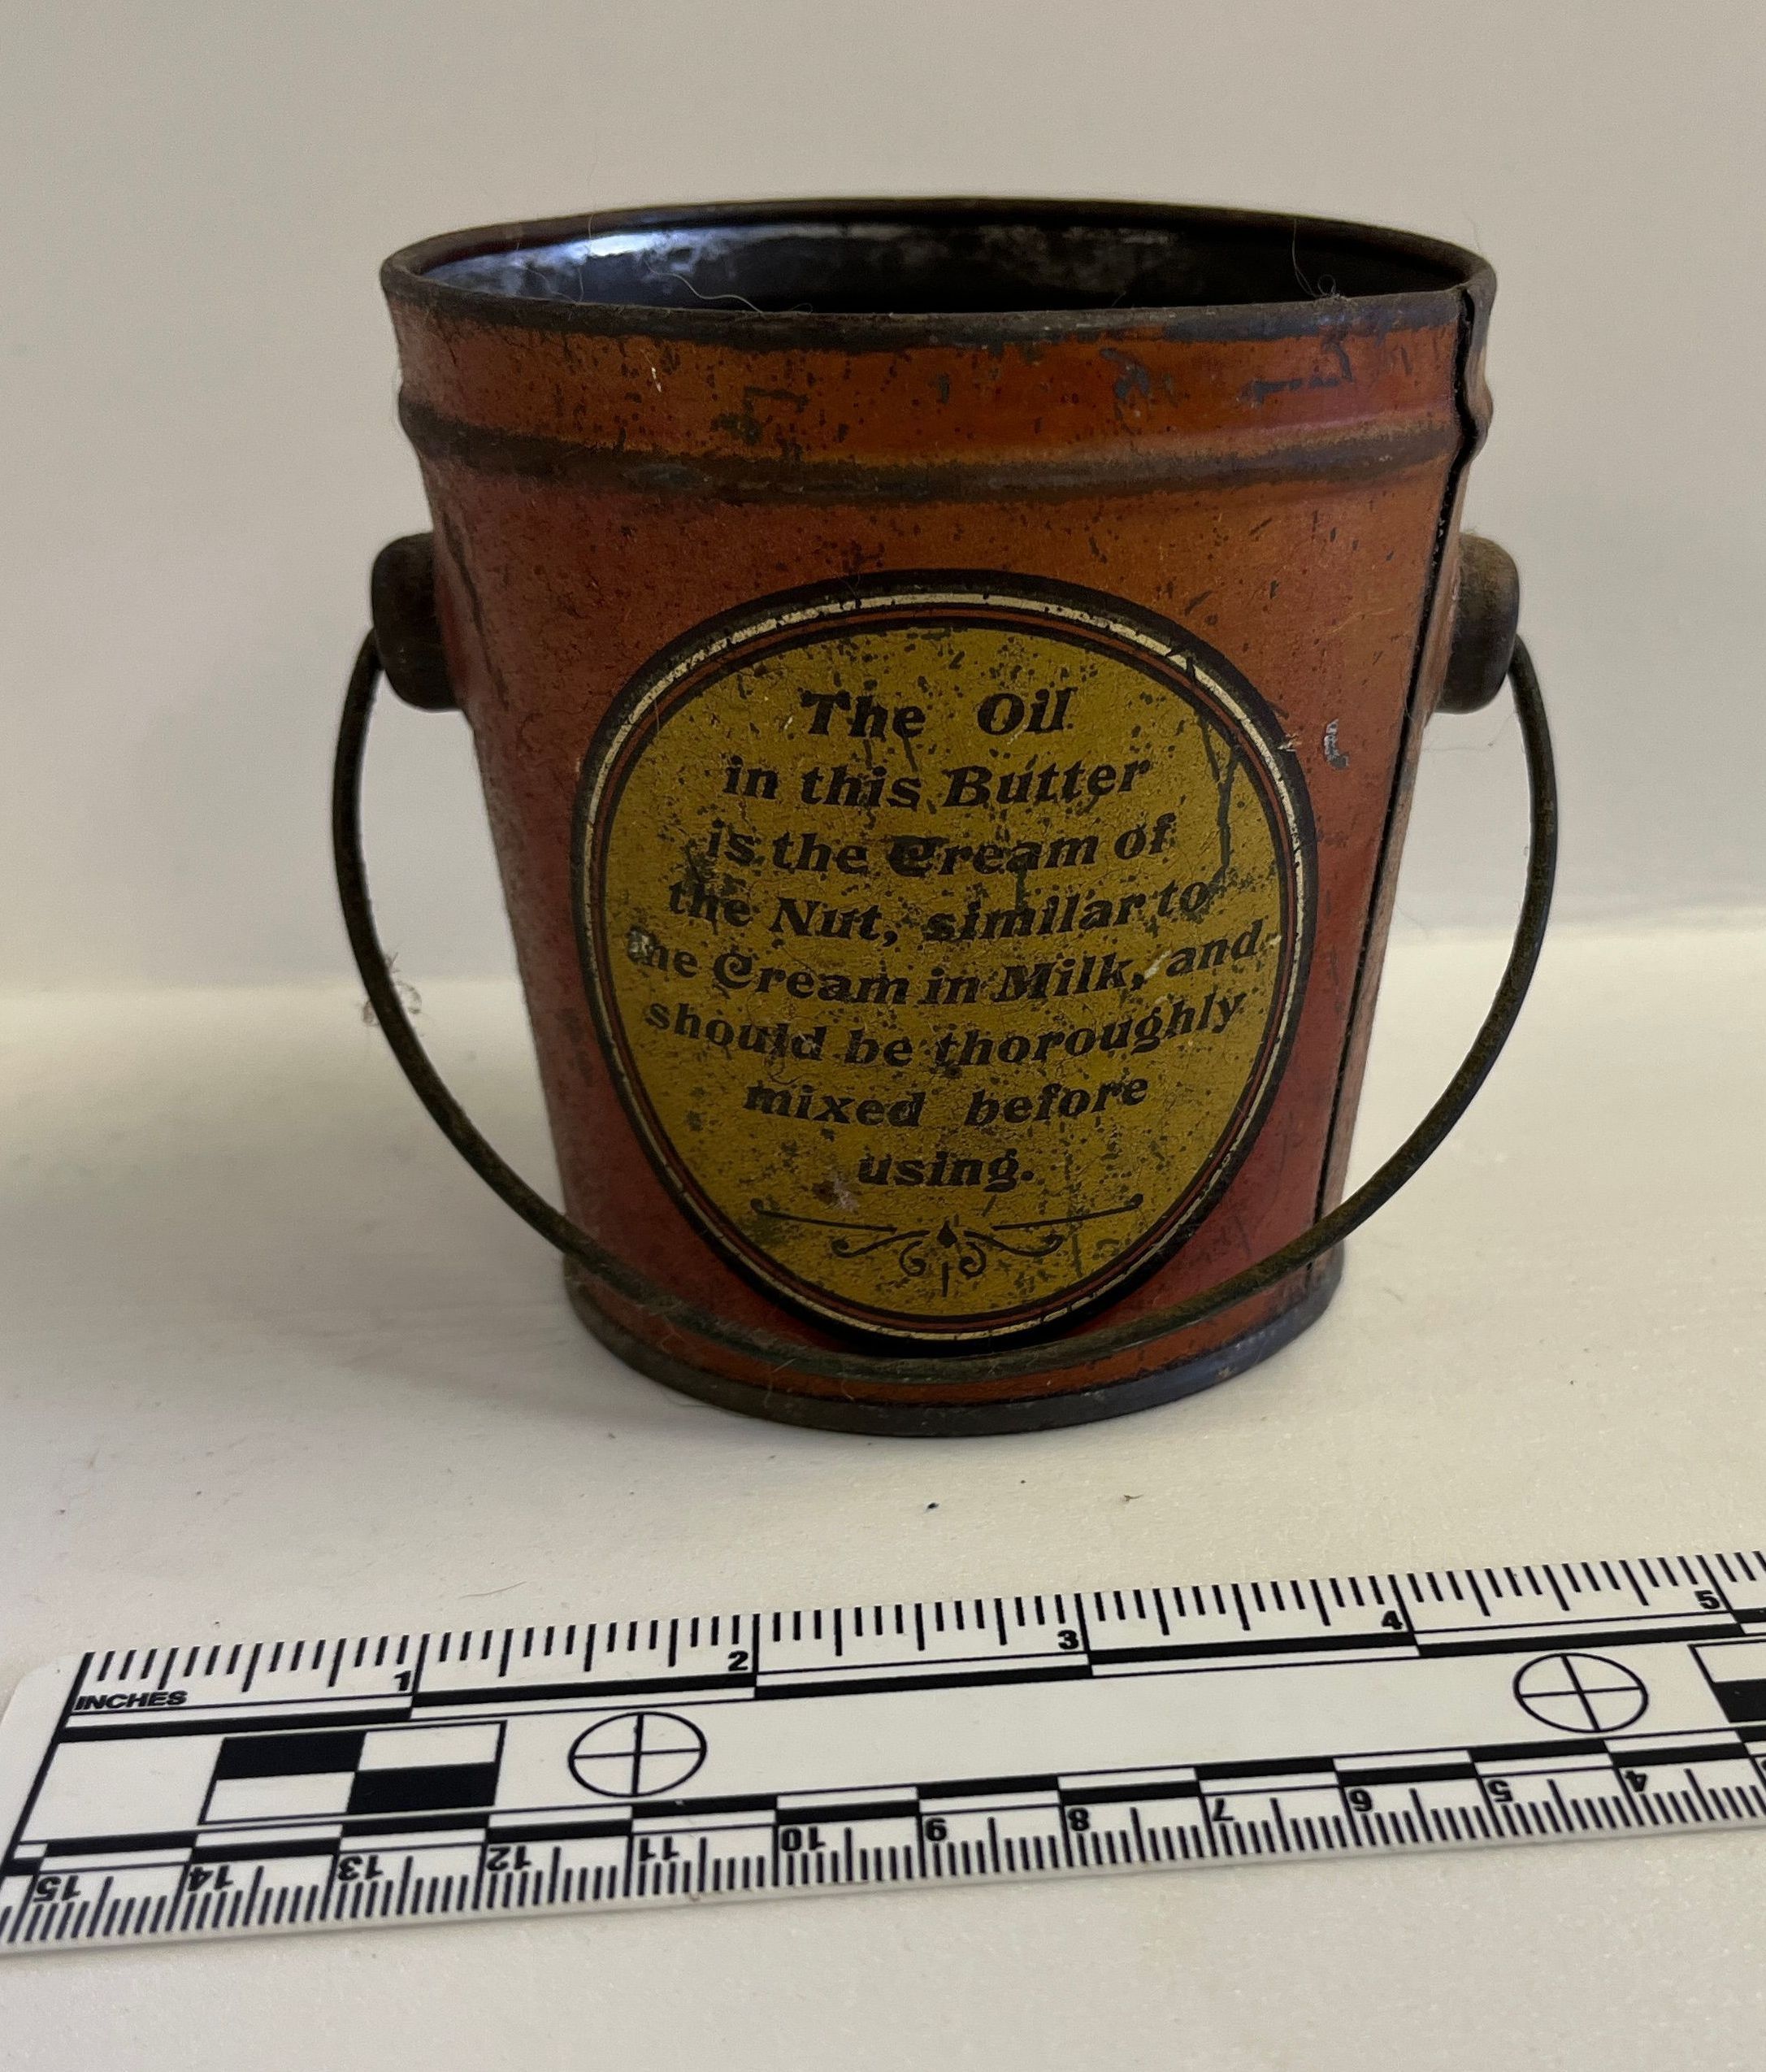 The Oil
in this Butter
is the Cream of
the Nut, similar to
the Cream in Milk, and
should be thoroughly
mixed before
using.
1 2 3 4 5
INCHES
15 14 13 12 11 10 9 8 7 6 5 4